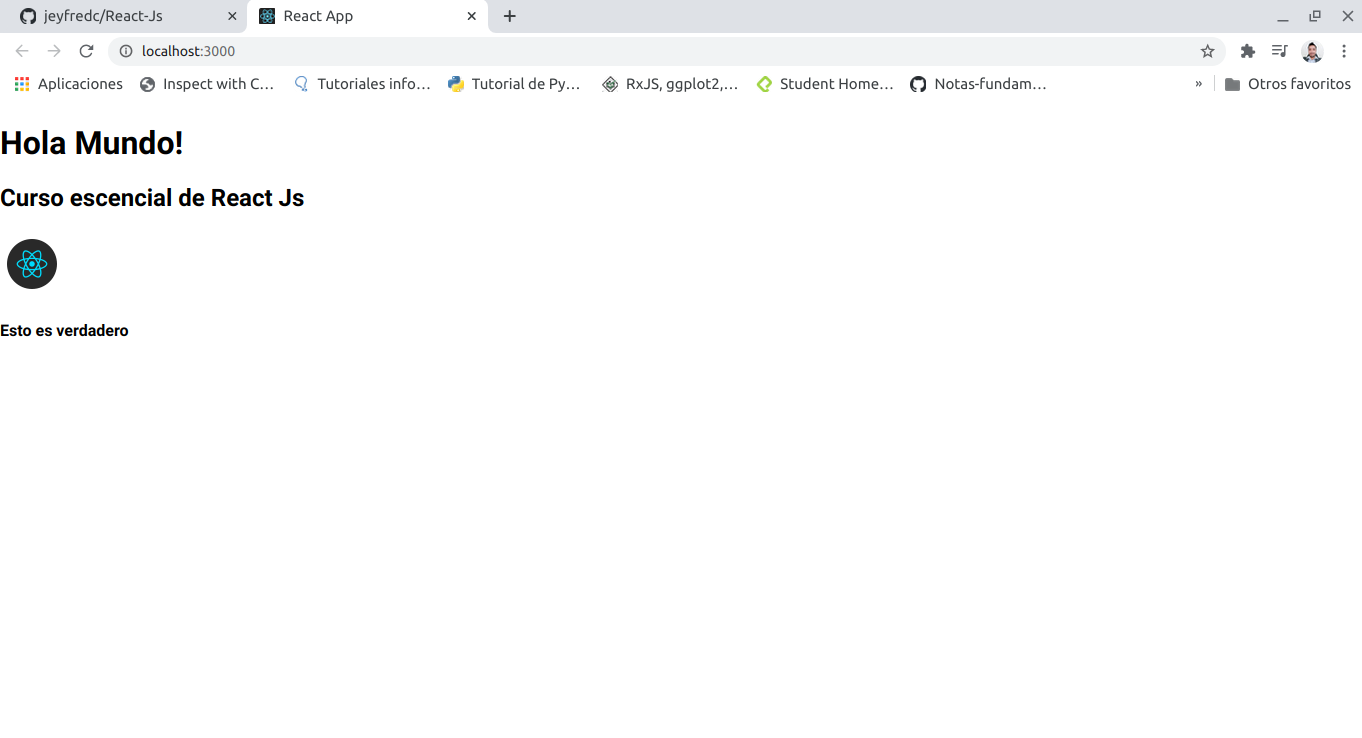 jeyfredc/React-Js
React App
localhost:3000
Aplicaciones
Inspect with C...
Tutoriales info...
Tutorial de Py...
RxJS, ggplot2,...
Student Home...
Notas-fundam...
»
Otros favoritos
Hola Mundo!
Curso escencial de React Js
Esto es verdadero